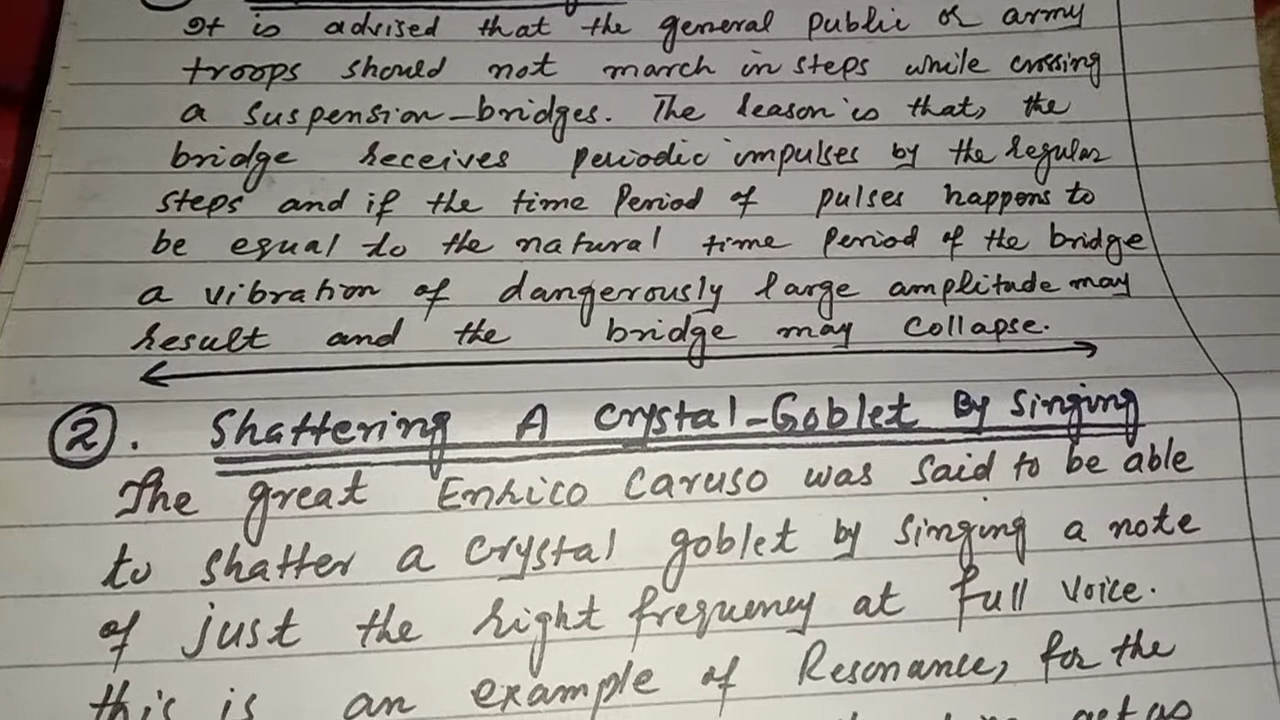 It is advised that the general public or army
troops should not march in steps while crossing
a suspension-bridges. The reason is that, the
bridge receives periodic impulses by the regular
steps and if the time Period of pulses happens to
be equal to the natural time Period of the bridge
a vibration of dangerously large amplitude may
result and the bridge may collapse.
2. Shattering A Crystal-Goblet By Singing
The great Enrico Caruso was said to be able
to shatter a crystal goblet by singing a note
of just the right frequency at full voice.
this is an example of Resonance, for the
act as